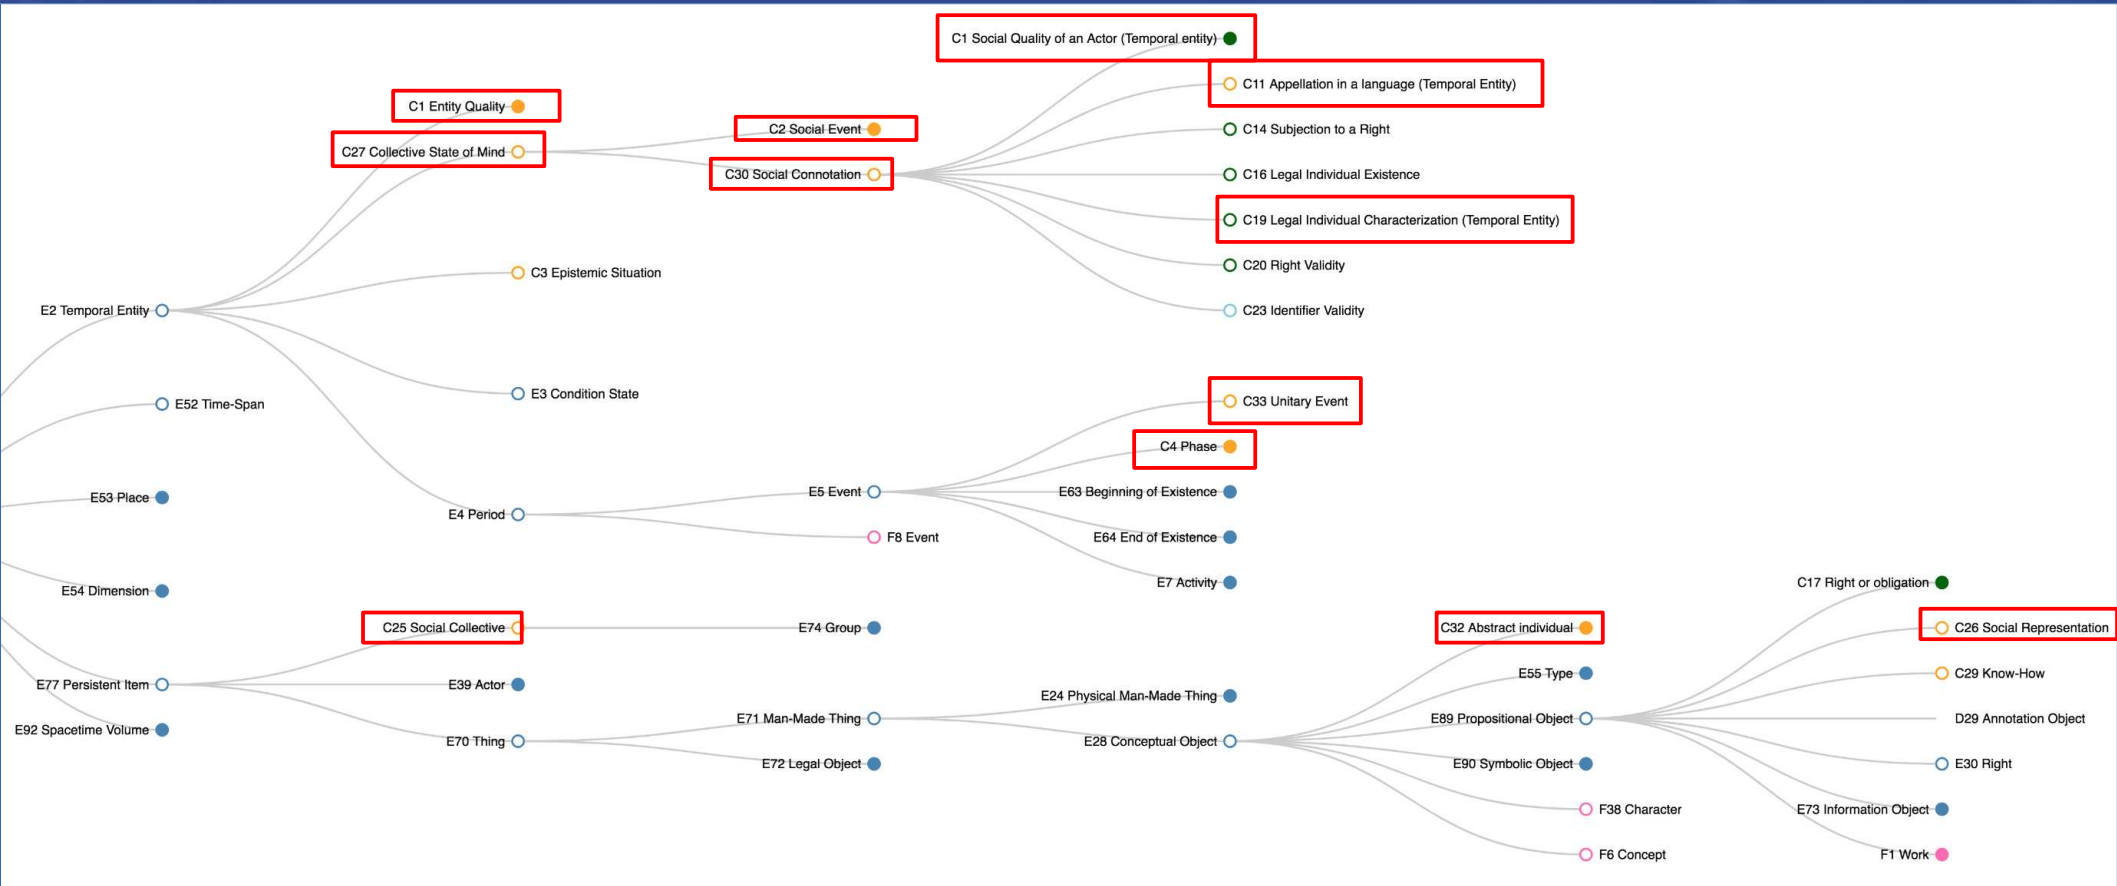 C1 Social Quality of an Actor (Temporal entity)
C11 Appellation in a language (Temporal Entity)
C1 Entity Quality
C2 Social Event
C14 Subjection to a Right
C27 Collective State of Mind
C30 Social Connotation
C16 Legal Individual Existence
C19 Legal Individual Characterization (Temporal Entity)
C20 Right Validity
C3 Epistemic Situation
E2 Temporal Entity
C23 Identifier Validity
E3 Condition State
E52 Time-Span
C33 Unitary Event
C4 Phase
E53 Place
E5 Event
E63 Beginning of Existence
E4 Period
F8 Event
E64 End of Existence
E54 Dimension
E7 Activity
C17 Right or obligation
C25 Social Collective
E74 Group
C32 Abstract individual
C26 Social Representation
E77 Persistent Item
E39 Actor
E55 Type
C29 Know-How
E24 Physical Man-Made Thing
E92 Spacetime Volume
E71 Man-Made Thing
E89 Propositional Object
D29 Annotation Object
E70 Thing
E28 Conceptual Object
E72 Legal Object
E90 Symbolic Object
E30 Right
F38 Character
E73 Information Object
F6 Concept
F1 Work